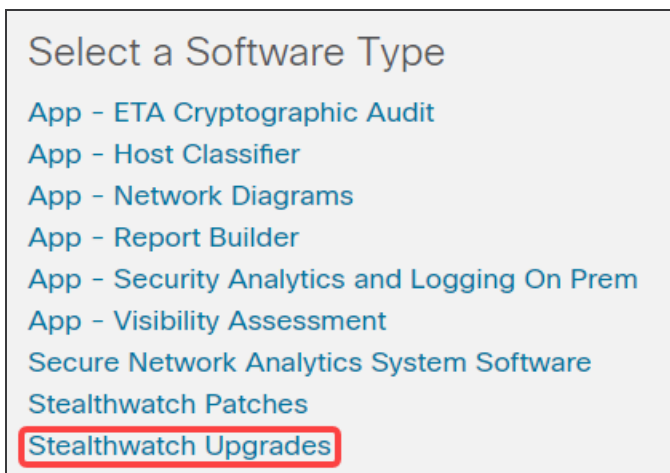 Select a Software Type
App - ETA Cryptographic Audit
App - Host Classifier
App - Network Diagrams
App - Report Builder
App - Security Analytics and Logging On Prem
App - Visibility Assessment
Secure Network Analytics System Software
Stealthwatch Patches
Stealthwatch Upgrades